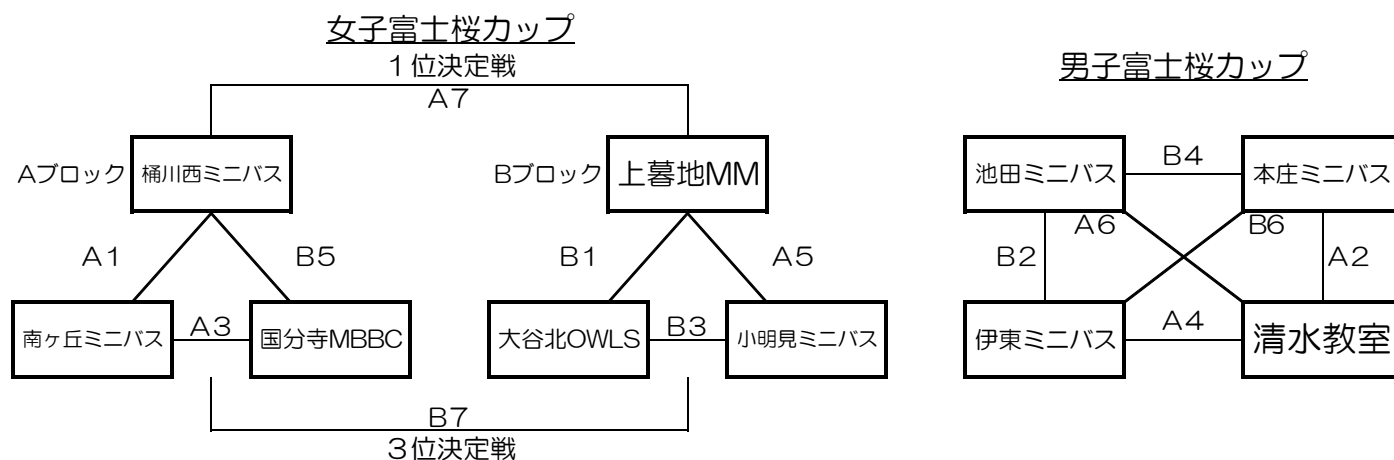 女子富士桜カップ
1位決定戦
A7
Aブロック 桶川西ミニバス
Bブロック 上暮地MM
A1 B5
B1 A5
南ヶ丘ミニバス A3 国分寺MBBC
大谷北OWLS B3 小明見ミニバス
B7
3位決定戦
男子富士桜カップ
池田ミニバス B4 本庄ミニバス
A6 B6
B2 A2
伊東ミニバス A4 清水教室